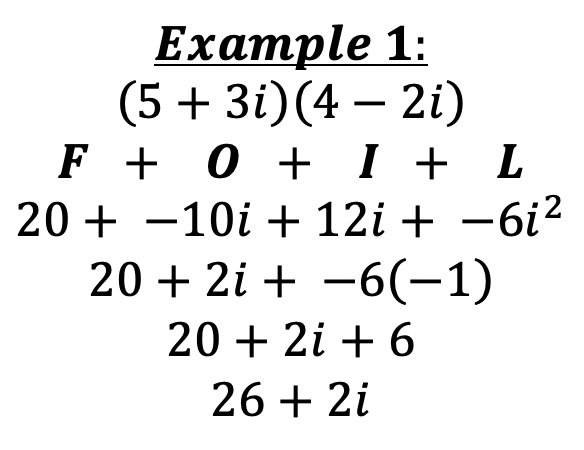 Example 1:
(5 + 3i)(4 − 2i)
F + O + I + L
20 + −10i + 12i + −6i²
20 + 2i + −6(−1)
20 + 2i + 6
26 + 2i